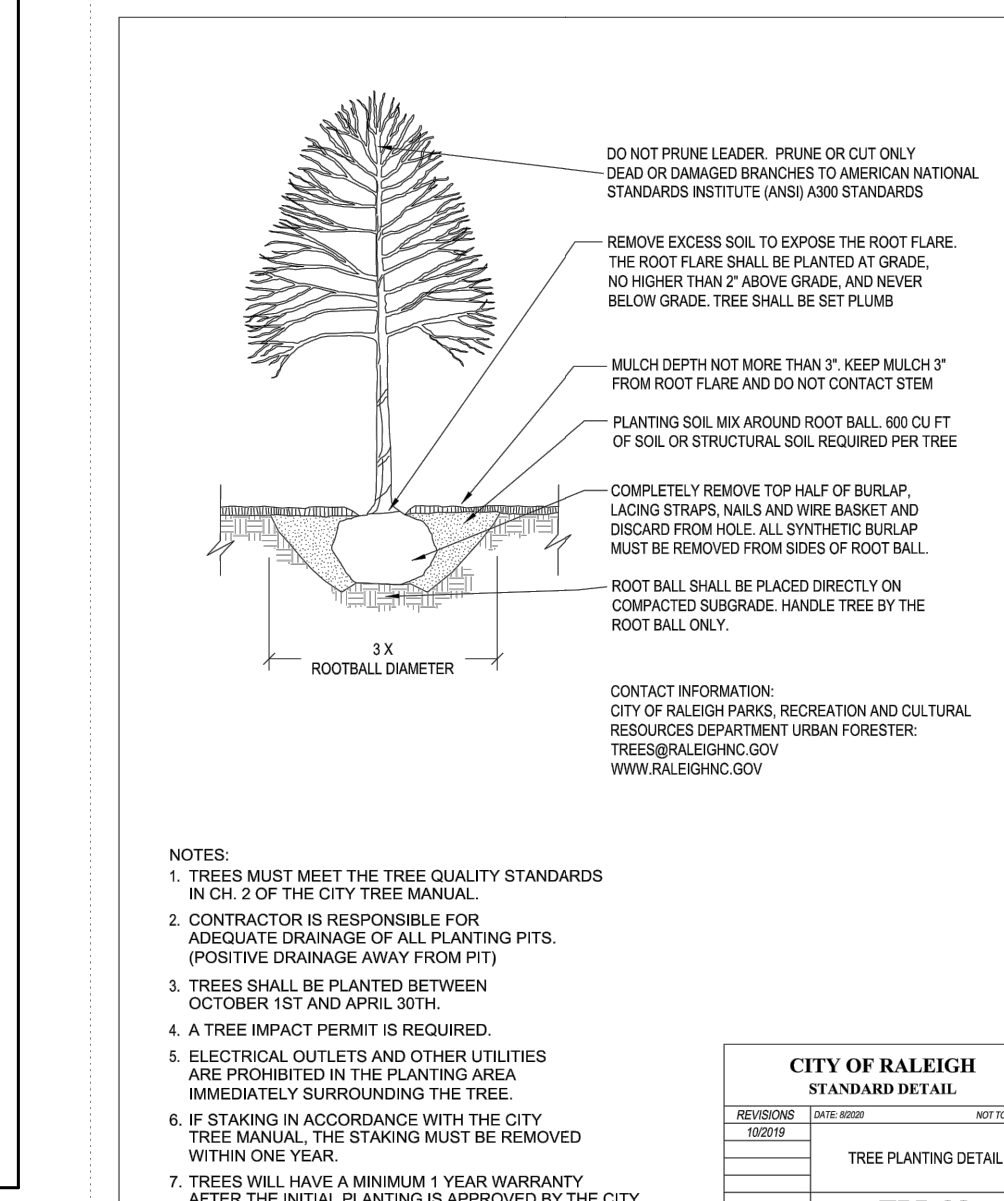 DO NOT PRUNE LEADER. PRUNE OR CUT ONLY
DEAD OR DAMAGED BRANCHES TO AMERICAN NATIONAL
STANDARDS INSTITUTE (ANSI) A300 STANDARDS
REMOVE EXCESS SOIL TO EXPOSE THE ROOT FLARE.
THE ROOT FLARE SHALL BE PLANTED AT GRADE,
NO HIGHER THAN 2" ABOVE GRADE, AND NEVER
BELOW GRADE. TREE SHALL BE SET PLUMB
MULCH DEPTH NOT MORE THAN 3". KEEP MULCH 3"
FROM ROOT FLARE AND DO NOT CONTACT STEM
PLANTING SOIL MIX AROUND ROOT BALL. 600 CU FT
OF SOIL OR STRUCTURAL SOIL REQUIRED PER TREE
COMPLETELY REMOVE TOP HALF OF BURLAP,
LACING STRAPS, NAILS AND WIRE BASKET AND
DISCARD FROM HOLE. ALL SYNTHETIC BURLAP
MUST BE REMOVED FROM SIDES OF ROOT BALL.
ROOT BALL SHALL BE PLACED DIRECTLY ON
COMPACTED SUBGRADE. HANDLE TREE BY THE
ROOT BALL ONLY.
3 X
ROOTBALL DIAMETER
CONTACT INFORMATION:
CITY OF RALEIGH PARKS, RECREATION AND CULTURAL
RESOURCES DEPARTMENT URBAN FORESTER:
TREES@RALEIGHNC.GOV
WWW.RALEIGHNC.GOV
NOTES:
1. TREES MUST MEET THE TREE QUALITY STANDARDS
IN CH. 2 OF THE CITY TREE MANUAL.
2. CONTRACTOR IS RESPONSIBLE FOR
ADEQUATE DRAINAGE OF ALL PLANTING PITS.
(POSITIVE DRAINAGE AWAY FROM PIT)
3. TREES SHALL BE PLANTED BETWEEN
OCTOBER 1ST AND APRIL 30TH.
4. A TREE IMPACT PERMIT IS REQUIRED.
5. ELECTRICAL OUTLETS AND OTHER UTILITIES
ARE PROHIBITED IN THE PLANTING AREA
IMMEDIATELY SURROUNDING THE TREE.
6. IF STAKING IN ACCORDANCE WITH THE CITY
TREE MANUAL, THE STAKING MUST BE REMOVED
WITHIN ONE YEAR.
7. TREES WILL HAVE A MINIMUM 1 YEAR WARRANTY
AFTER THE INITIAL PLANTING IS APPROVED BY THE CITY
CITY OF RALEIGH
STANDARD DETAIL
REVISIONS DATE: 8/2020 NOT TO
10/2019
TREE PLANTING DETAIL